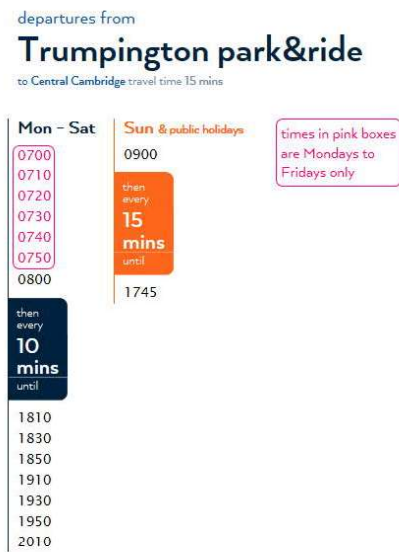 departures from
Trumpington park&ride
to Central Cambridge travel time 15 mins
Mon – Sat
0700
0710
0720
0730
0740
0750
0800
then
every
10
mins
until
1810
1830
1850
1910
1930
1950
2010
Sun & public holidays
0900
then
every
15
mins
until
1745
times in pink boxes
are Mondays to
Fridays only